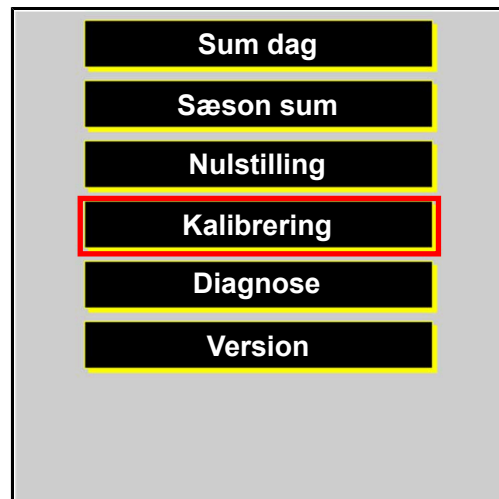 Sum dag
Sæson sum
Nulstilling
Kalibrering
Diagnose
Version